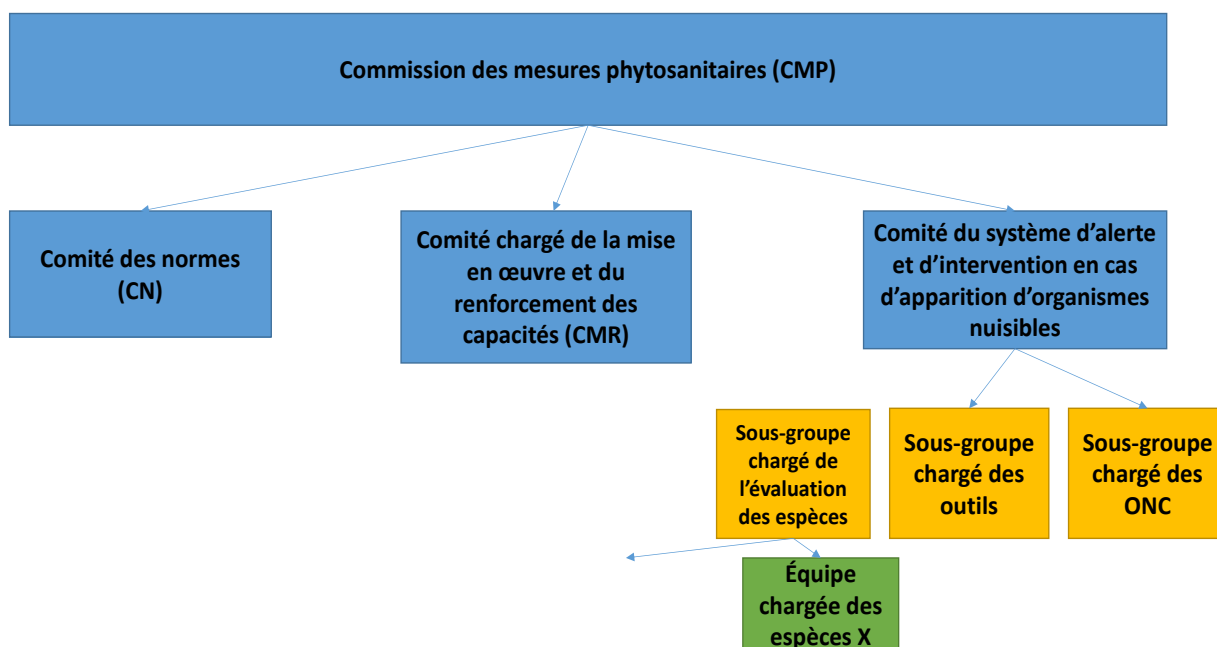 Commission des mesures phytosanitaires (CMP)
Comité des normes
(CN)
Comité chargé de la mise
en œuvre et du
renforcement des
capacités (CMR)
Comité du système d’alerte
et d’intervention en cas
d’apparition d’organismes
nuisibles
Sous-groupe
chargé de
l’évaluation
des espèces
Sous-groupe
chargé des
outils
Sous-groupe
chargé des
ONC
Équipe
chargée des
espèces X